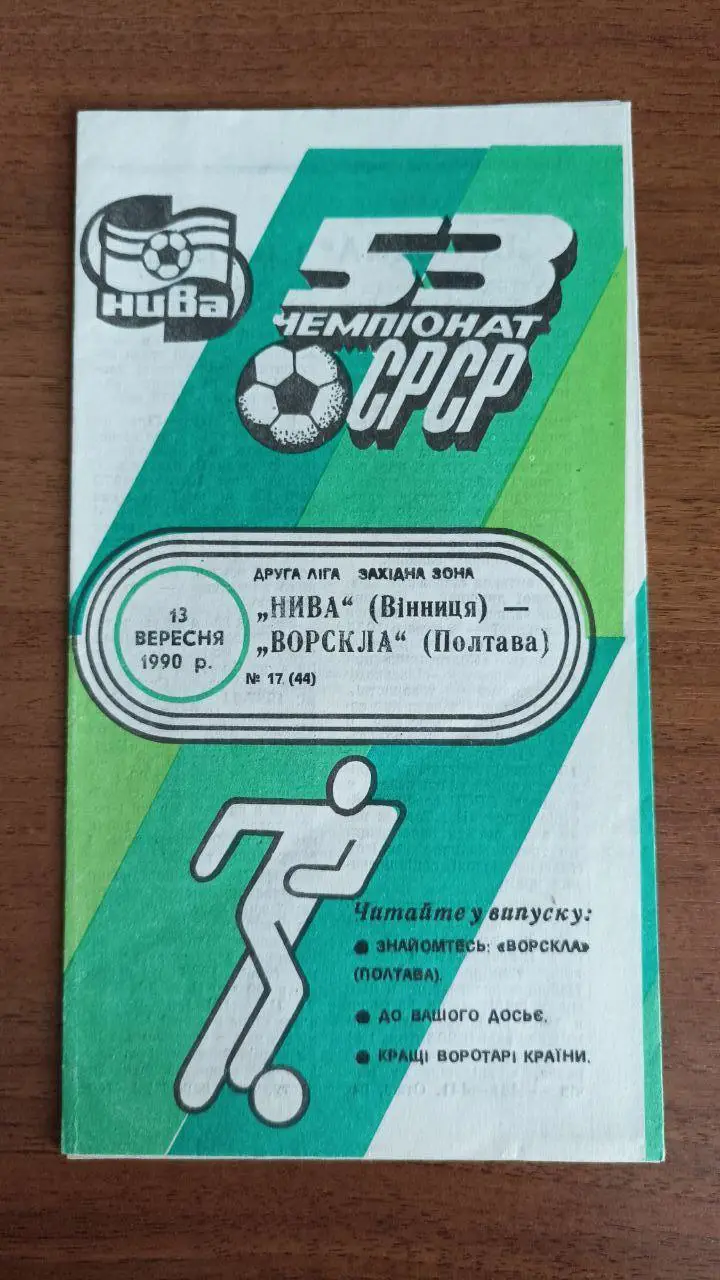 нива
53
ЧЕМПІОНАТ
СРСР
ДРУГА ЛІГА ЗАХІДНА ЗОНА
13
ВЕРЕСНЯ
1990 р.
„НИВА“ (Вінниця) —
„ВОРСКЛА“ (Полтава)
№ 17 (44)
Читайте у випуску:
● ЗНАЙОМТЕСЬ: «ВОРСКЛА»
(ПОЛТАВА).
● ДО ВАШОГО ДОСЬЄ.
● КРАЩІ ВОРОТАРІ КРАЇНИ.